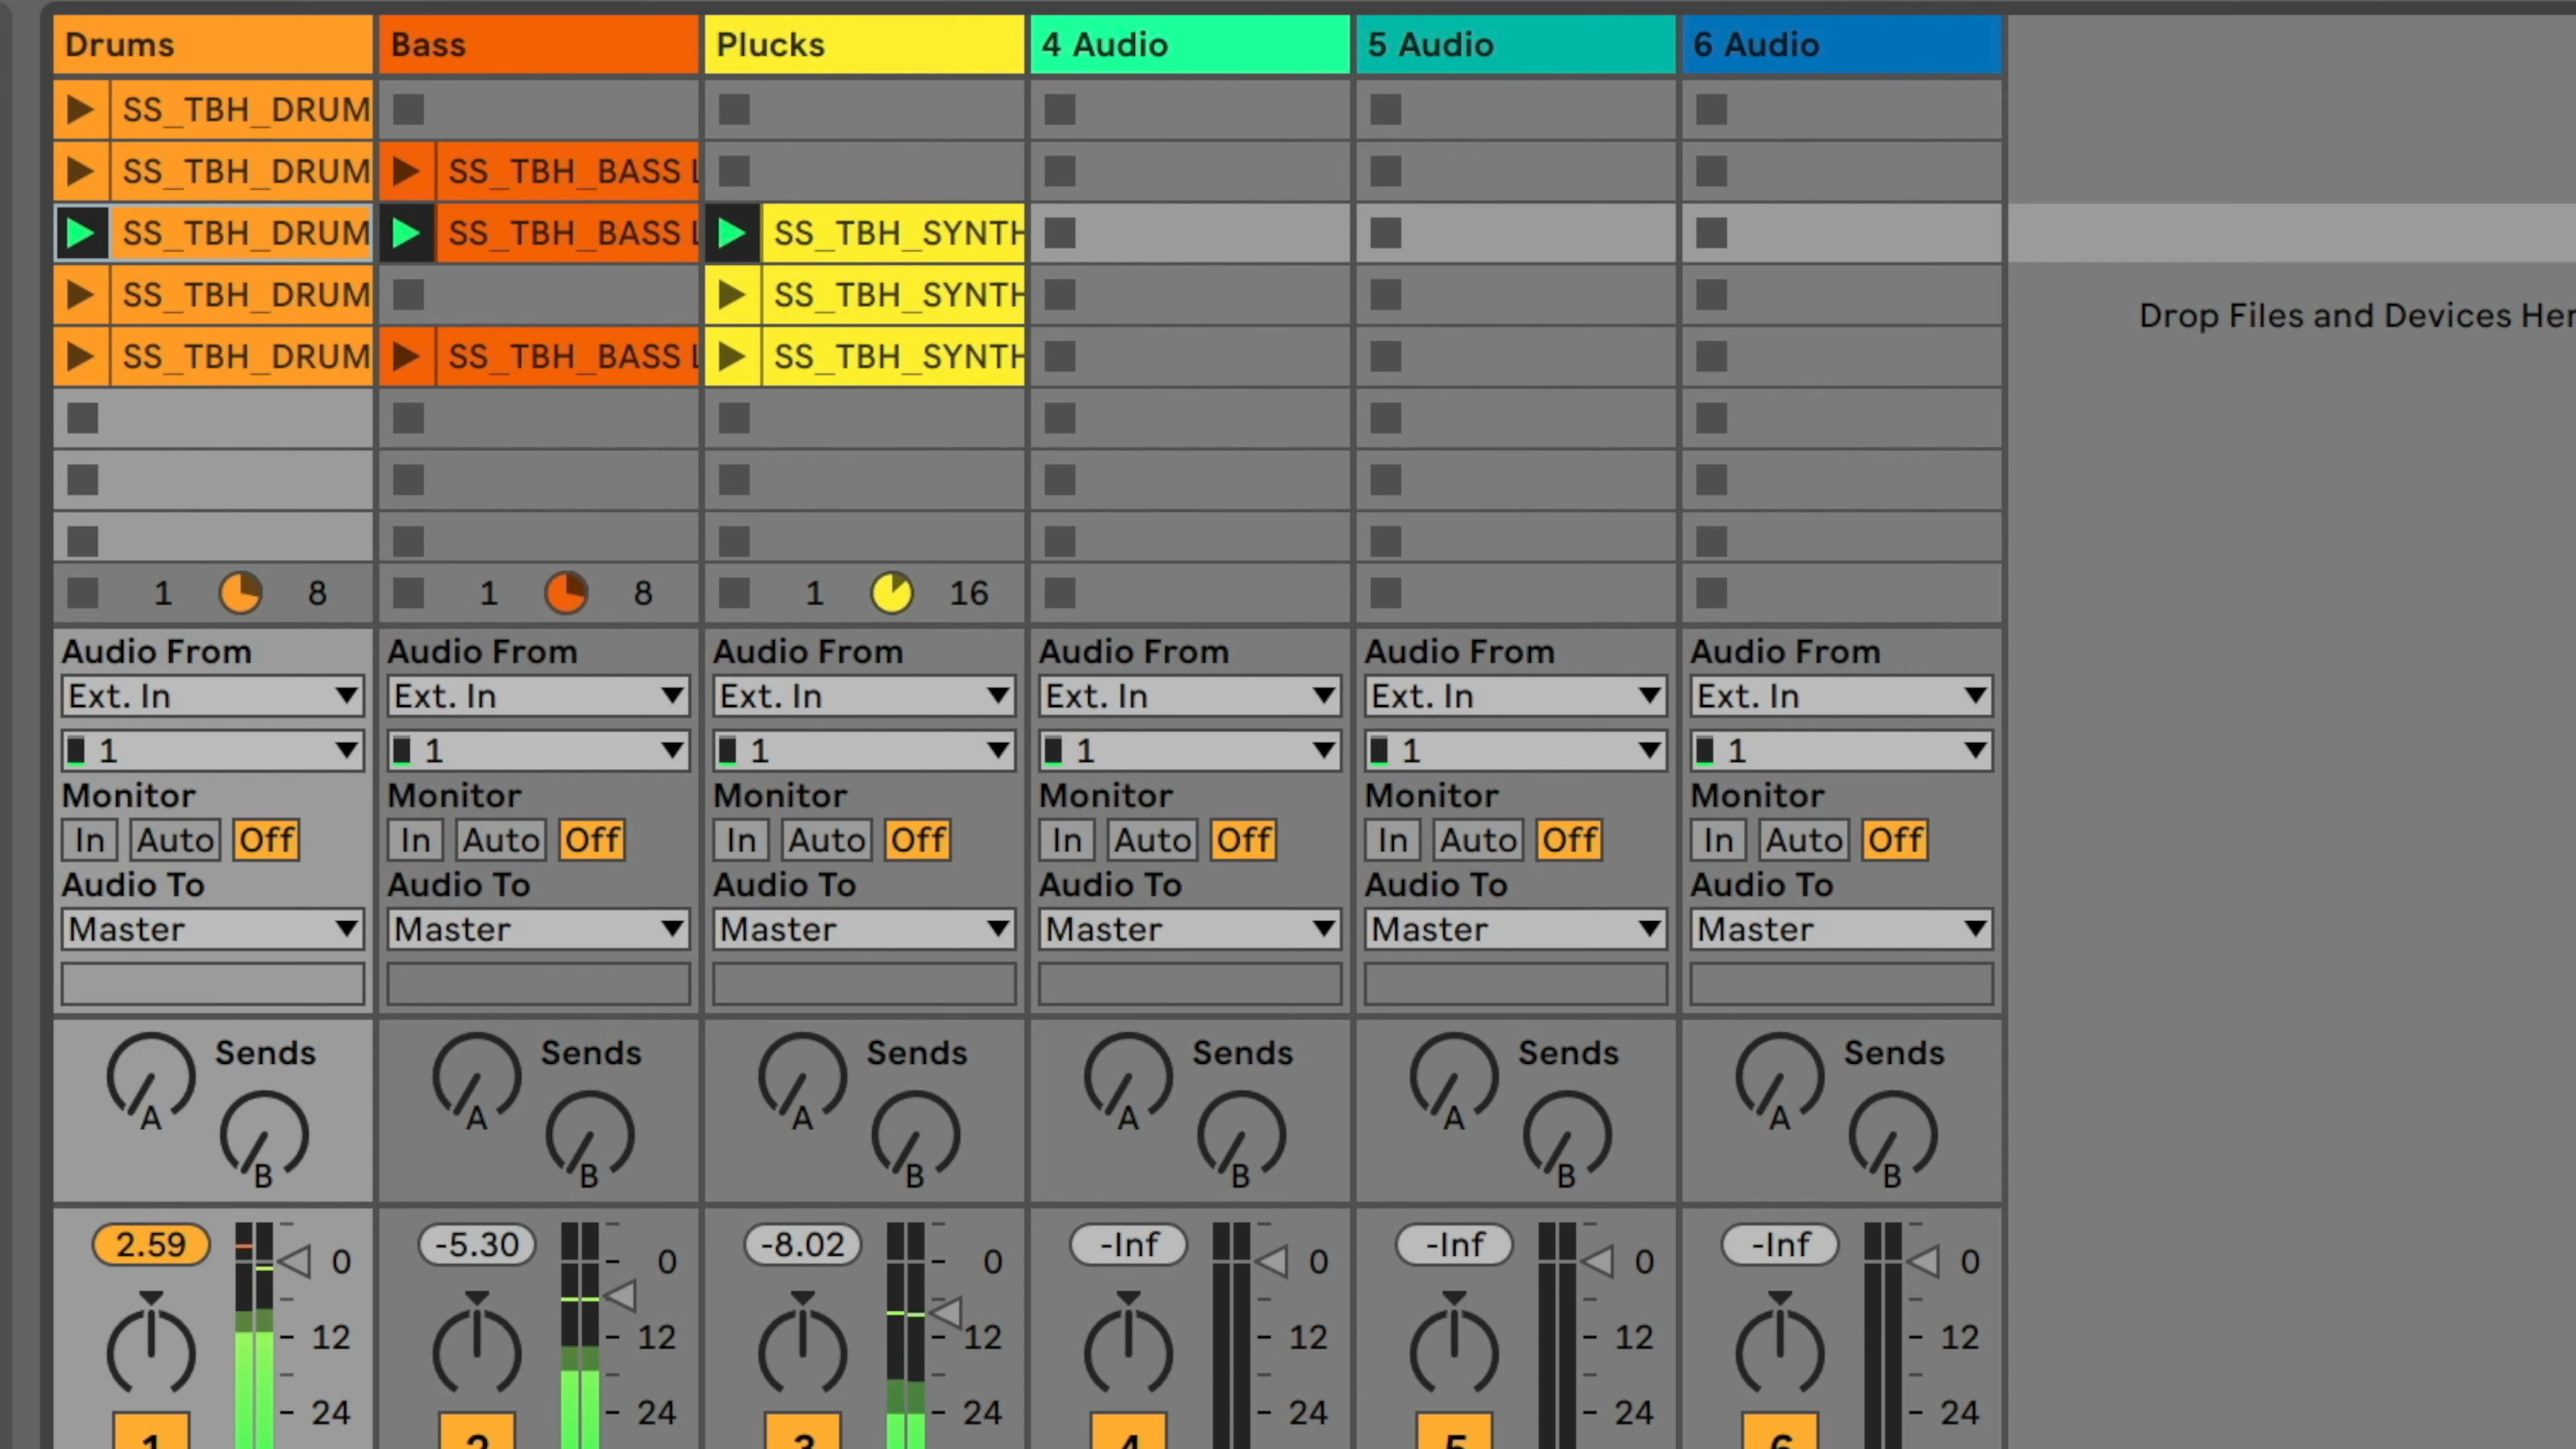 Drums Bass Plucks 4 Audio 5 Audio 6 Audio
SS_TBH_DRUM
SS_TBH_DRUM SS_TBH_BASS L
SS_TBH_DRUM SS_TBH_BASS L SS_TBH_SYNTH
SS_TBH_DRUM SS_TBH_SYNTH
Drop Files and Devices Her
SS_TBH_DRUM SS_TBH_BASS L SS_TBH_SYNTH
1 8 1 8 1 16
Audio From Audio From Audio From Audio From Audio From Audio From
Ext. In Ext. In Ext. In Ext. In Ext. In Ext. In
1 1 1 1 1 1
Monitor Monitor Monitor Monitor Monitor Monitor
In Auto Off In Auto Off In Auto Off In Auto Off In Auto Off In Auto Off
Audio To Audio To Audio To Audio To Audio To Audio To
Master Master Master Master Master Master
Sends Sends Sends Sends Sends Sends
A A A A A A
B B B B B B
2.59 0 -5.30 0 -8.02 0 -Inf 0 -Inf 0 -Inf 0
12 12 12 12 12 12
24 24 24 24 24 24
1 2 3 4 5 6